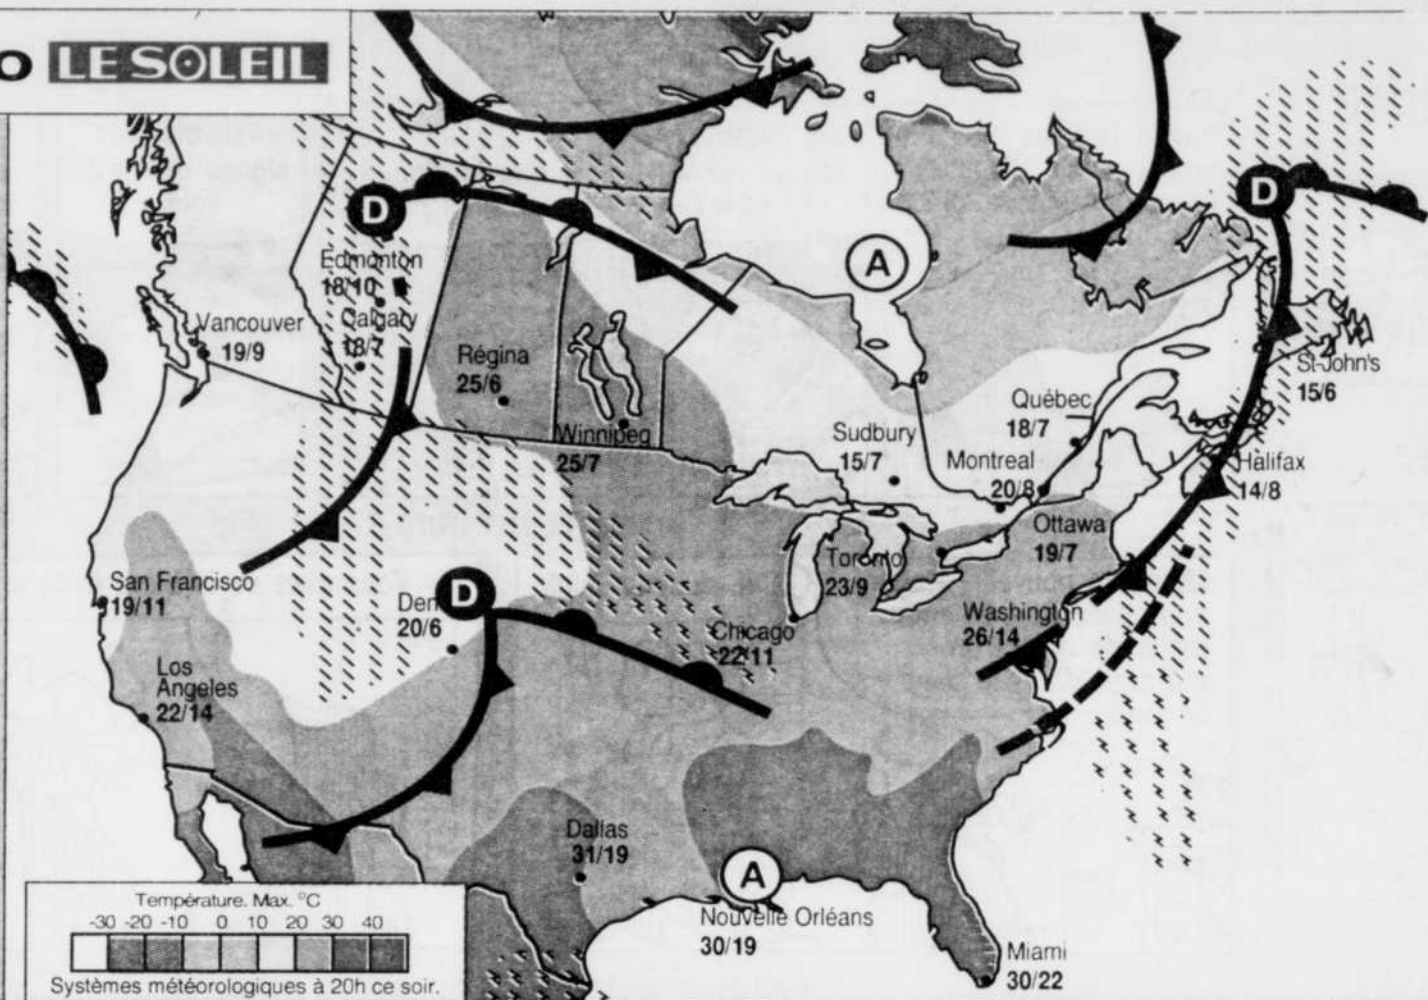 O LE SOLEIL
D
D
A
Edmonton
18/10
Vancouver
19/9
Calgary
18/7
Régina
25/6
Winnipeg
25/7
St-John's
15/6
Québec
18/7
Sudbury
15/7
Montreal
20/8
Halifax
14/8
Ottawa
19/7
Toronto
23/9
San Francisco
19/11
Den
20/6
D
Chicago
22/11
Washington
26/14
Los
Angeles
22/14
Dallas
31/19
A
Nouvelle Orléans
30/19
Miami
30/22
Température. Max. °C
-30 -20 -10 0 10 20 30 40
Systèmes météorologiques à 20h ce soir.